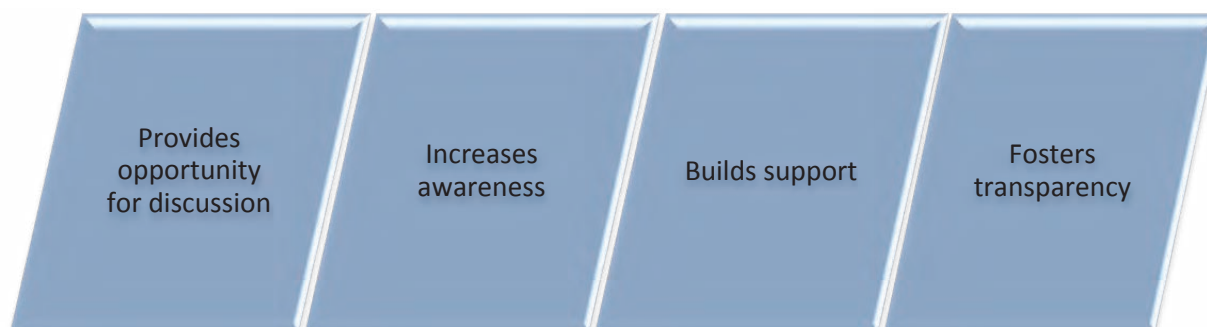 Provides
opportunity
for discussion
Increases
awareness
Builds support
Fosters
transparency